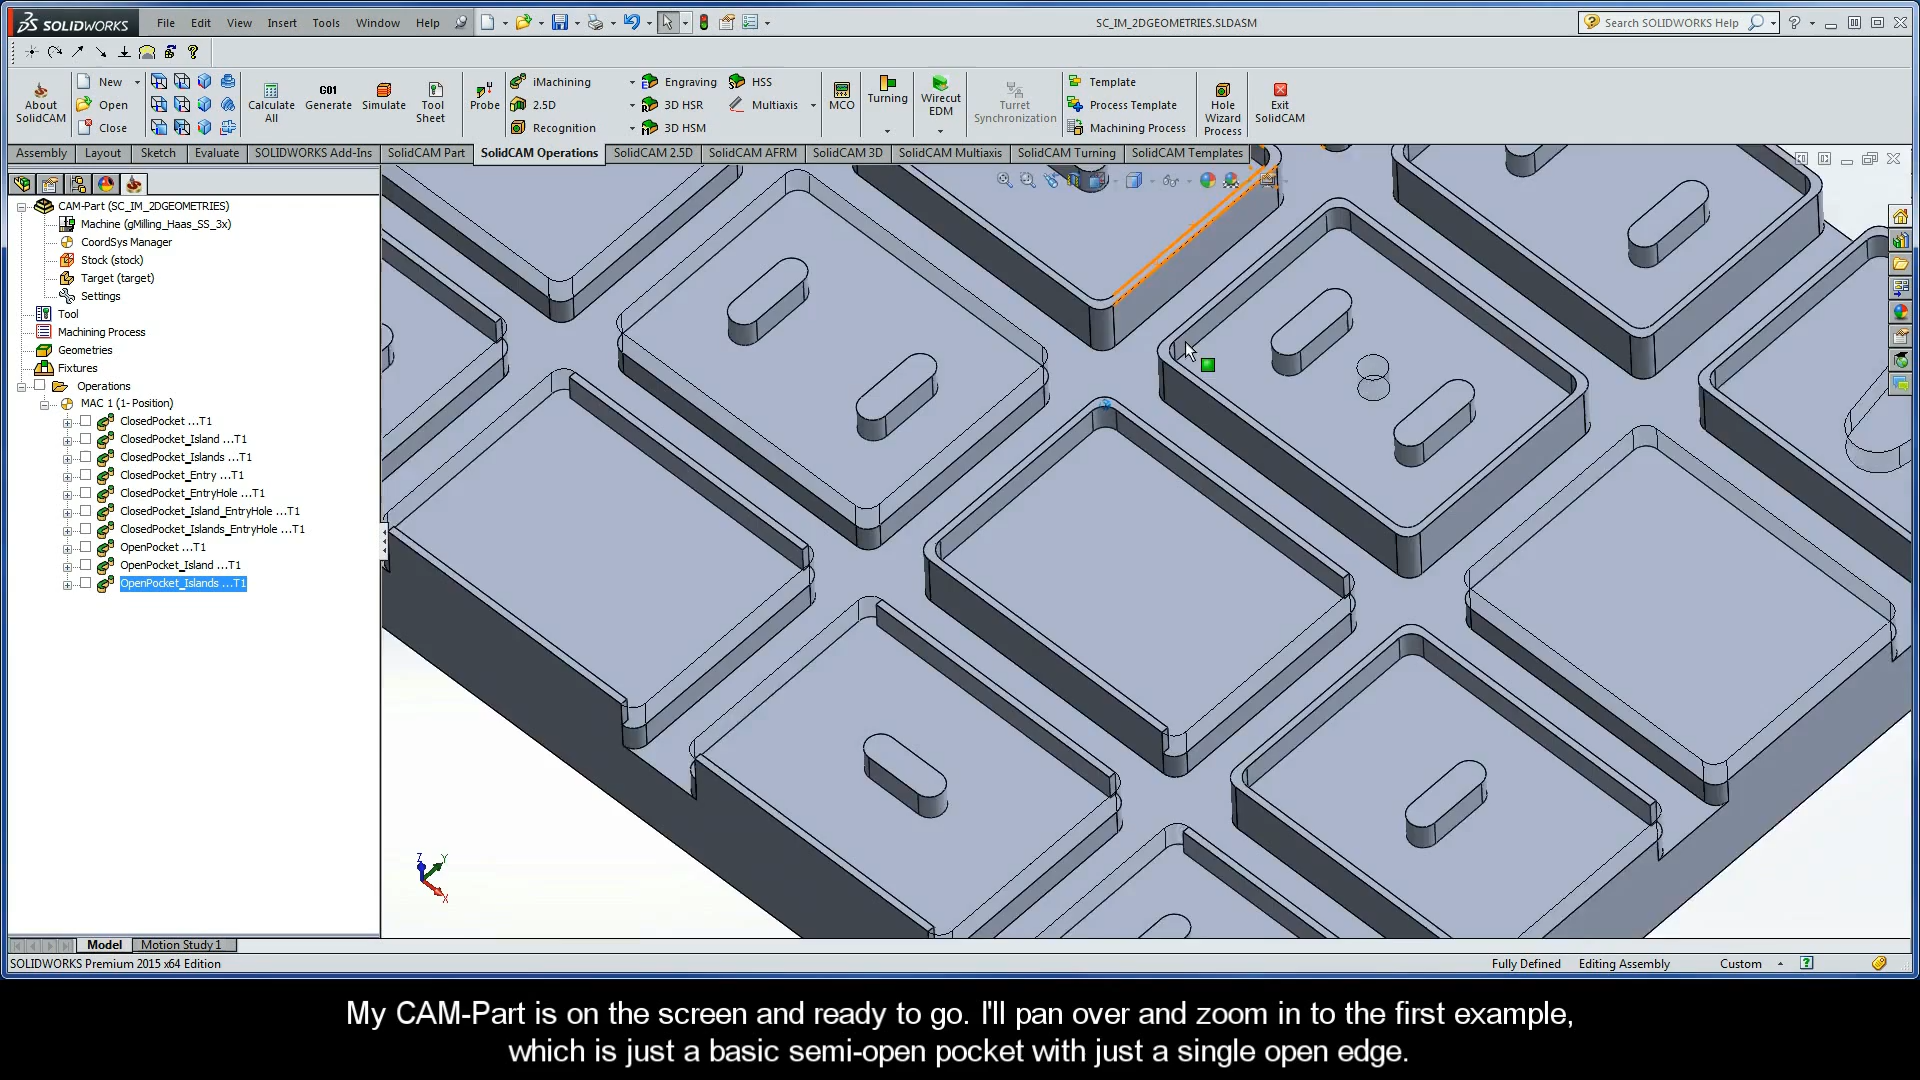 SOLIDWORKS File Edit View Insert Tools Window Help SC_IM_2DGEOMETRIES.SLDASM Search SOLIDWORKS Help
About SolidCAM
New
Open
Close
Calculate All
G01
Generate
Simulate
Tool Sheet
Probe
iMachining
2.5D
Recognition
Engraving
3D HSR
3D HSM
HSS
Multiaxis
MCO
Turning
Wirecut EDM
Turret Synchronization
Template
Process Template
Machining Process
Hole Wizard Process
Exit SolidCAM
Assembly Layout Sketch Evaluate SOLIDWORKS Add-Ins SolidCAM Part SolidCAM Operations SolidCAM 2.5D SolidCAM AFRM SolidCAM 3D SolidCAM Multiaxis SolidCAM Turning SolidCAM Templates
CAM-Part (SC_IM_2DGEOMETRIES)
Machine (gMilling_Haas_SS_3x)
CoordSys Manager
Stock (stock)
Target (target)
Settings
Tool
Machining Process
Geometries
Fixtures
Operations
MAC 1 (1- Position)
ClosedPocket ...T1
ClosedPocket_Island ...T1
ClosedPocket_Islands ...T1
ClosedPocket_Entry ...T1
ClosedPocket_EntryHole ...T1
ClosedPocket_Island_EntryHole ...T1
ClosedPocket_Islands_EntryHole ...T1
OpenPocket ...T1
OpenPocket_Island ...T1
OpenPocket_Islands ...T1
Z Y
X
Model Motion Study 1
SOLIDWORKS Premium 2015 x64 Edition Fully Defined Editing Assembly Custom
My CAM-Part is on the screen and ready to go. I'll pan over and zoom in to the first example,
which is just a basic semi-open pocket with just a single open edge.